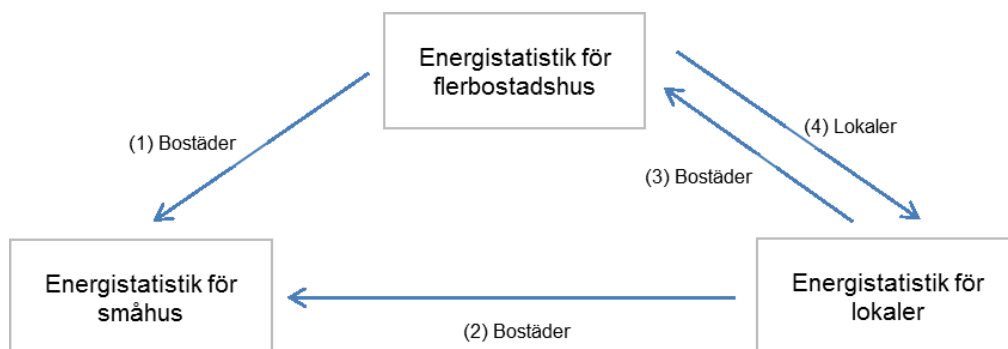 Energistatistik för
flerbostadshus
(1) Bostäder
(4) Lokaler
(3) Bostäder
Energistatistik för
småhus
(2) Bostäder
Energistatistik för
lokaler